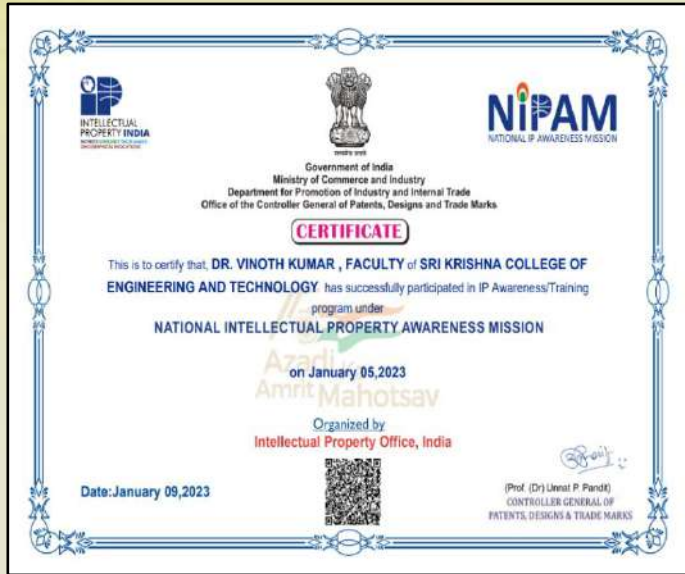 INTELLECTUAL
PROPERTY INDIA
सत्यमेव जयते
NiPAM
NATIONAL IP AWARENESS MISSION
Government of India
Ministry of Commerce and Industry
Department for Promotion of Industry and Internal Trade
Office of the Controller General of Patents, Designs and Trade Marks
CERTIFICATE
This is to certify that, DR. VINOTH KUMAR , FACULTY of SRI KRISHNA COLLEGE OF
ENGINEERING AND TECHNOLOGY has successfully participated in IP Awareness/Training
program under
NATIONAL INTELLECTUAL PROPERTY AWARENESS MISSION
Azadi Ka
Amrit Mahotsav
on January 05,2023
Organized by
Intellectual Property Office, India
Date:January 09,2023
(Prof. (Dr) Unnat P. Pandit)
CONTROLLER GENERAL OF
PATENTS, DESIGNS & TRADE MARKS